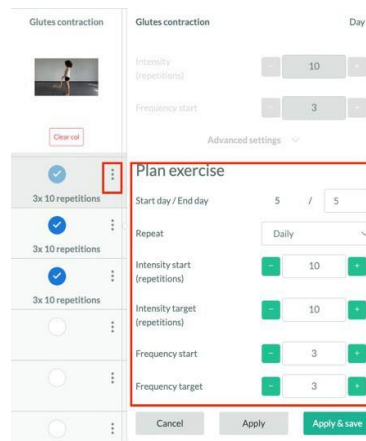 Glutes contraction
Clear col
3x 10 repetitions
3x 10 repetitions
3x 10 repetitions
Glutes contraction Day
Intensity
(repetitions)
- 10 +
Frequency start - 3 +
Advanced settings
Plan exercise
Start day / End day 5 / 5
Repeat Daily
Intensity start
(repetitions)
- 10 +
Intensity target
(repetitions)
- 10 +
Frequency start - 3 +
Frequency target - 3 +
Cancel Apply Apply & save